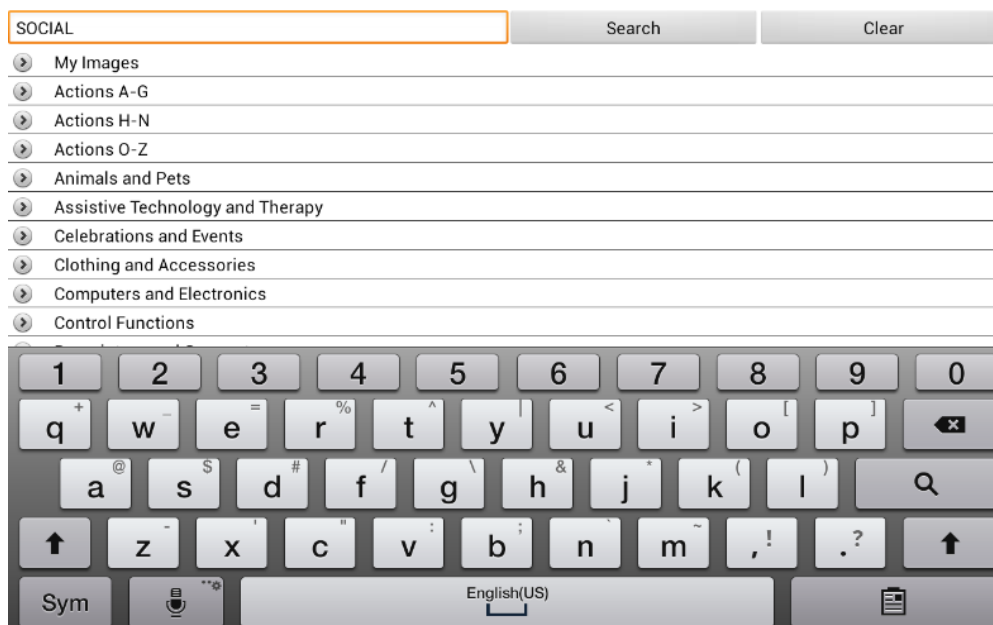 SOCIAL Search Clear
My Images
Actions A-G
Actions H-N
Actions O-Z
Animals and Pets
Assistive Technology and Therapy
Celebrations and Events
Clothing and Accessories
Computers and Electronics
Control Functions
1 2 3 4 5 6 7 8 9 0
q + w _ e = r % t ^ y | u < i > o [ p ]
a @ s $ d # f / g \ h & j * k ( l )
z - x ' c " v : b ; n ` m ~ , ! . ?
Sym English(US)